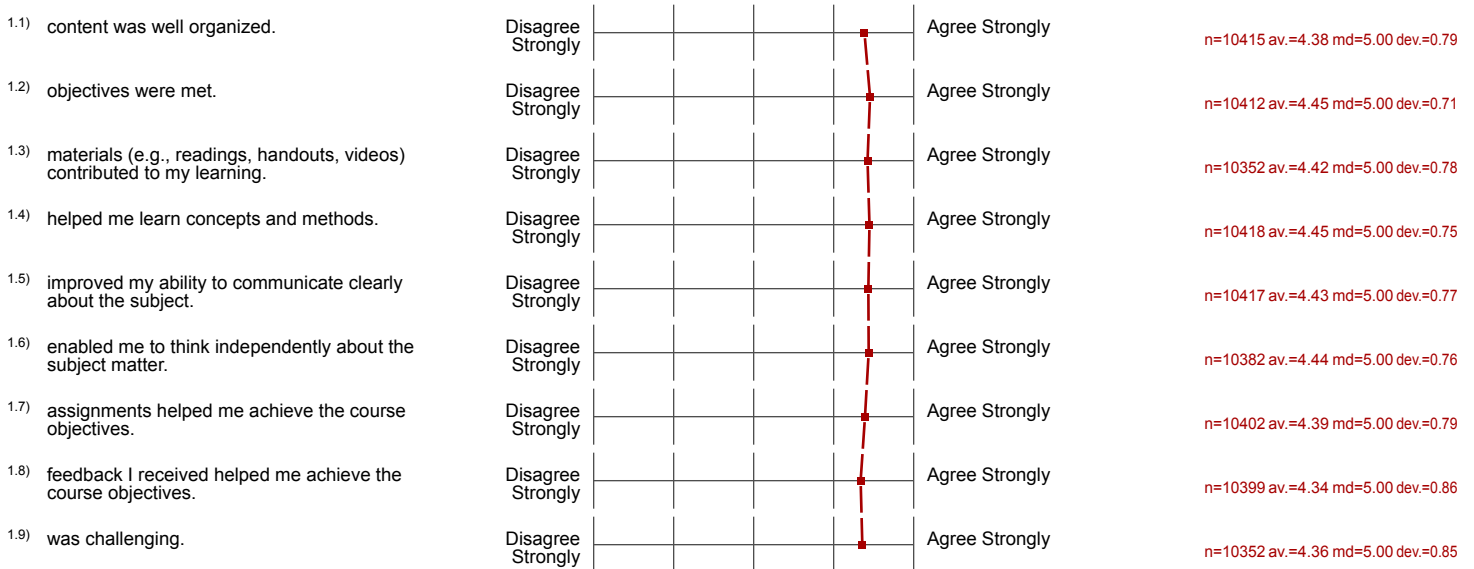 1.1) content was well organized. Disagree Strongly Agree Strongly n=10415 av.=4.38 md=5.00 dev.=0.79
1.2) objectives were met. Disagree Strongly Agree Strongly n=10412 av.=4.45 md=5.00 dev.=0.71
1.3) materials (e.g., readings, handouts, videos)
contributed to my learning. Disagree Strongly Agree Strongly n=10352 av.=4.42 md=5.00 dev.=0.78
1.4) helped me learn concepts and methods. Disagree Strongly Agree Strongly n=10418 av.=4.45 md=5.00 dev.=0.75
1.5) improved my ability to communicate clearly
about the subject. Disagree Strongly Agree Strongly n=10417 av.=4.43 md=5.00 dev.=0.77
1.6) enabled me to think independently about the
subject matter. Disagree Strongly Agree Strongly n=10382 av.=4.44 md=5.00 dev.=0.76
1.7) assignments helped me achieve the course
objectives. Disagree Strongly Agree Strongly n=10402 av.=4.39 md=5.00 dev.=0.79
1.8) feedback I received helped me achieve the
course objectives. Disagree Strongly Agree Strongly n=10399 av.=4.34 md=5.00 dev.=0.86
1.9) was challenging. Disagree Strongly Agree Strongly n=10352 av.=4.36 md=5.00 dev.=0.85